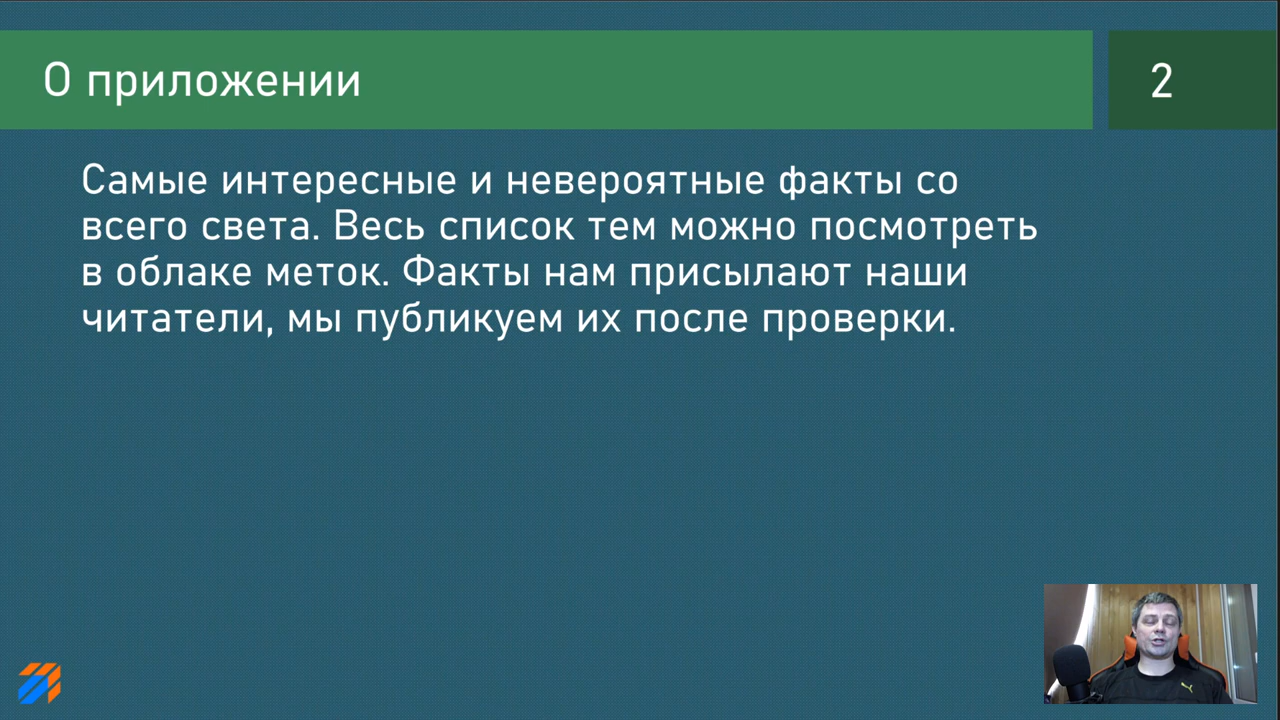 О приложении
2
Самые интересные и невероятные факты со
всего света. Весь список тем можно посмотреть
в облаке меток. Факты нам присылают наши
читатели, мы публикуем их после проверки.